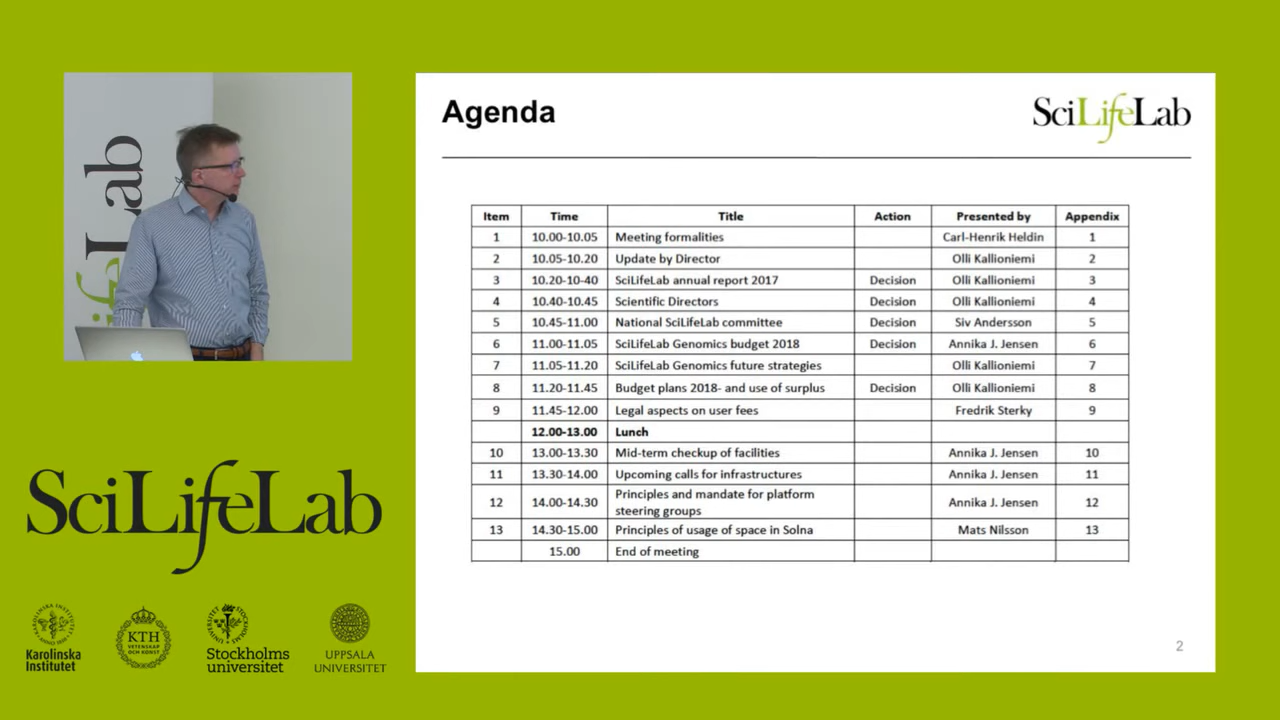 Agenda
SciLifeLab
Item Time Title Action Presented by Appendix
1 10.00-10.05 Meeting formalities Carl-Henrik Heldin 1
2 10.05-10.20 Update by Director Olli Kallioniemi 2
3 10.20-10-40 SciLifeLab annual report 2017 Decision Olli Kallioniemi 3
4 10.40-10.45 Scientific Directors Decision Olli Kallioniemi 4
5 10.45-11.00 National SciLifeLab committee Decision Siv Andersson 5
6 11.00-11.05 SciLifeLab Genomics budget 2018 Decision Annika J. Jensen 6
7 11.05-11.20 SciLifeLab Genomics future strategies Olli Kallioniemi 7
8 11.20-11.45 Budget plans 2018- and use of surplus Decision Olli Kallioniemi 8
9 11.45-12.00 Legal aspects on user fees Fredrik Sterky 9
12.00-13.00 Lunch
10 13.00-13.30 Mid-term checkup of facilities Annika J. Jensen 10
11 13.30-14.00 Upcoming calls for infrastructures Annika J. Jensen 11
12 14.00-14.30 Principles and mandate for platform
steering groups Annika J. Jensen 12
13 14.30-15.00 Principles of usage of space in Solna Mats Nilsson 13
15.00 End of meeting
2
ifeLab
SciLifeLab
Karolinska
Institutet
KTH
VETENSKAP
OCH KONST
Stockholms
universitet
UPPSALA
UNIVERSITET